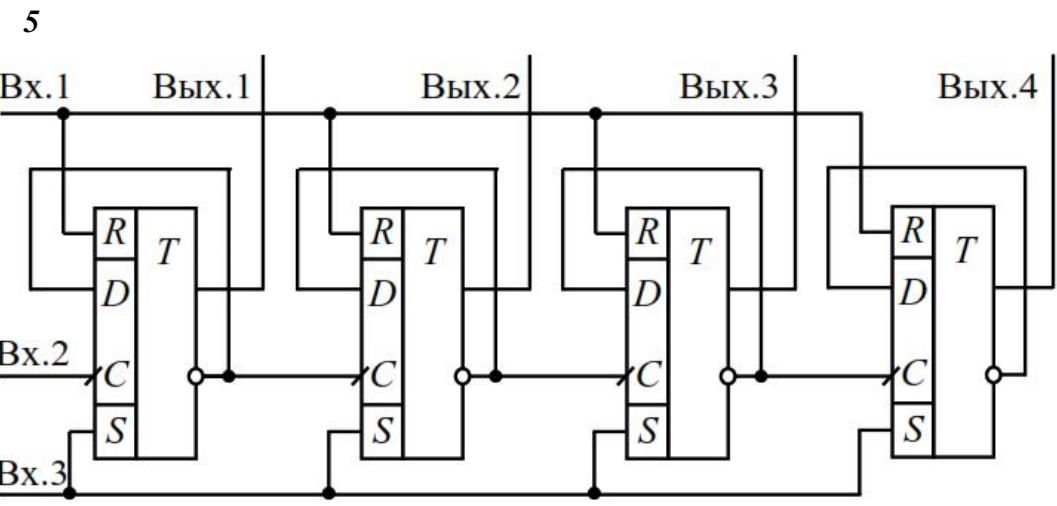 5
Вх.1 Вых.1 Вых.2 Вых.3 Вых.4
R T R T R T R T
D D D D
Вх.2 C C C C
S S S S
Вх.3